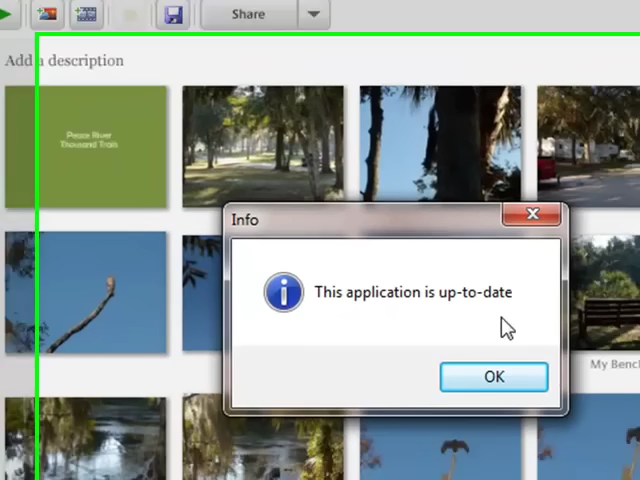 Share
Add a description
Peace River
Thousand Trails
Info
This application is up-to-date
OK
My Bench